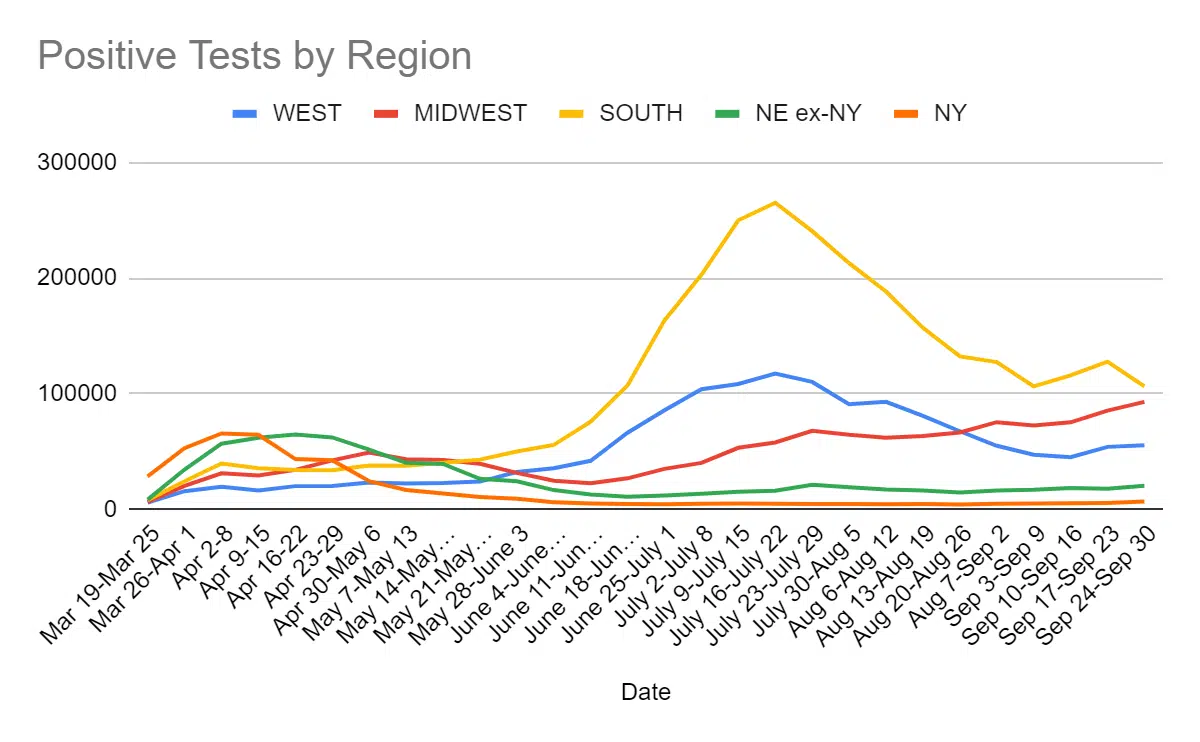 Positive Tests by Region
WEST MIDWEST SOUTH NE ex-NY NY
300000
200000
100000
0
Mar 19-Mar 25
Mar 26-Apr 1
Apr 2-8
Apr 9-15
Apr 16-22
Apr 23-29
Apr 30-May 6
May 7-May 13
May 14-May…
May 21-May…
May 28-June 3
June 4-June…
June 11-Jun…
June 18-Jun…
June 25-July 1
July 2-July 8
July 9-July 15
July 16-July 22
July 23-July 29
July 30-Aug 5
Aug 6-Aug 12
Aug 13-Aug 19
Aug 20-Aug 26
Aug 7-Sep 2
Sep 3-Sep 9
Sep 10-Sep 16
Sep 17-Sep 23
Sep 24-Sep 30
Date